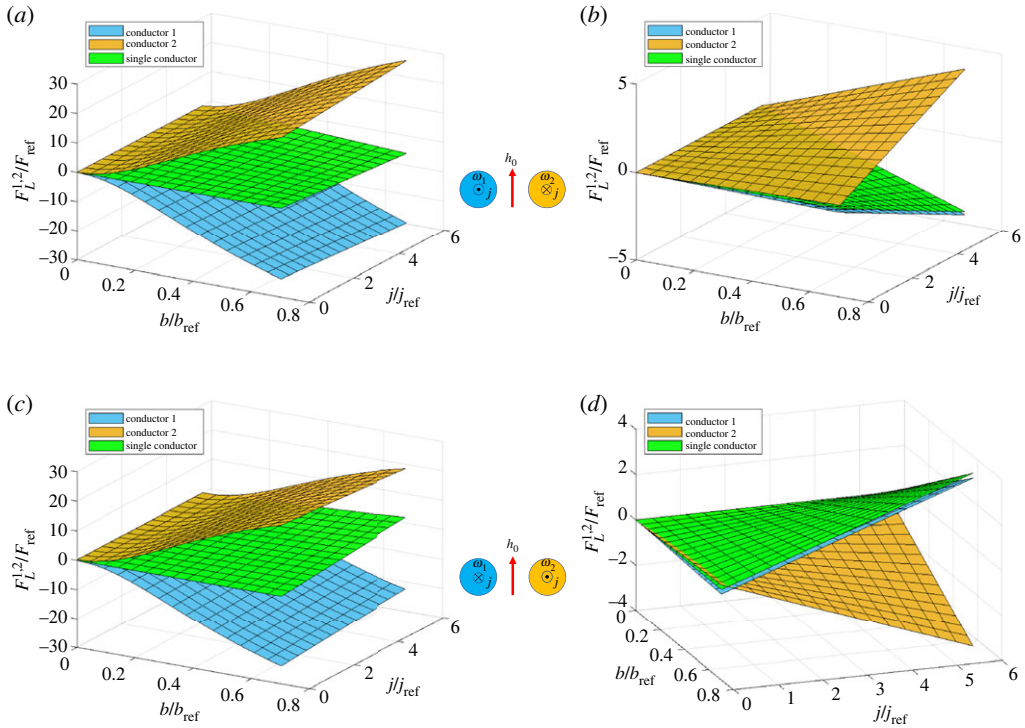 (a)
conductor 1
conductor 2
single conductor
30
20
10
0
−10
−20
−30
F_L^{1,2}/F_ref
0
0.2
0.4
0.6
0.8
b/b_ref
0
2
4
6
j/j_ref
h_0
ω_1
⊙ j
ω_2
⊗ j
(b)
conductor 1
conductor 2
single conductor
5
0
−5
F_L^{1,2}/F_ref
0
0.2
0.4
0.6
0.8
b/b_ref
0
2
4
6
j/j_ref
(c)
conductor 1
conductor 2
single conductor
30
20
10
0
−10
−20
−30
F_L^{1,2}/F_ref
0
0.2
0.4
0.6
0.8
b/b_ref
0
2
4
6
j/j_ref
h_0
ω_1
⊗ j
ω_2
⊙ j
(d)
conductor 1
conductor 2
single conductor
4
2
0
−2
−4
F_L^{1,2}/F_ref
0
0.2
0.4
0.6
0.8
b/b_ref
0
1
2
3
4
5
6
j/j_ref